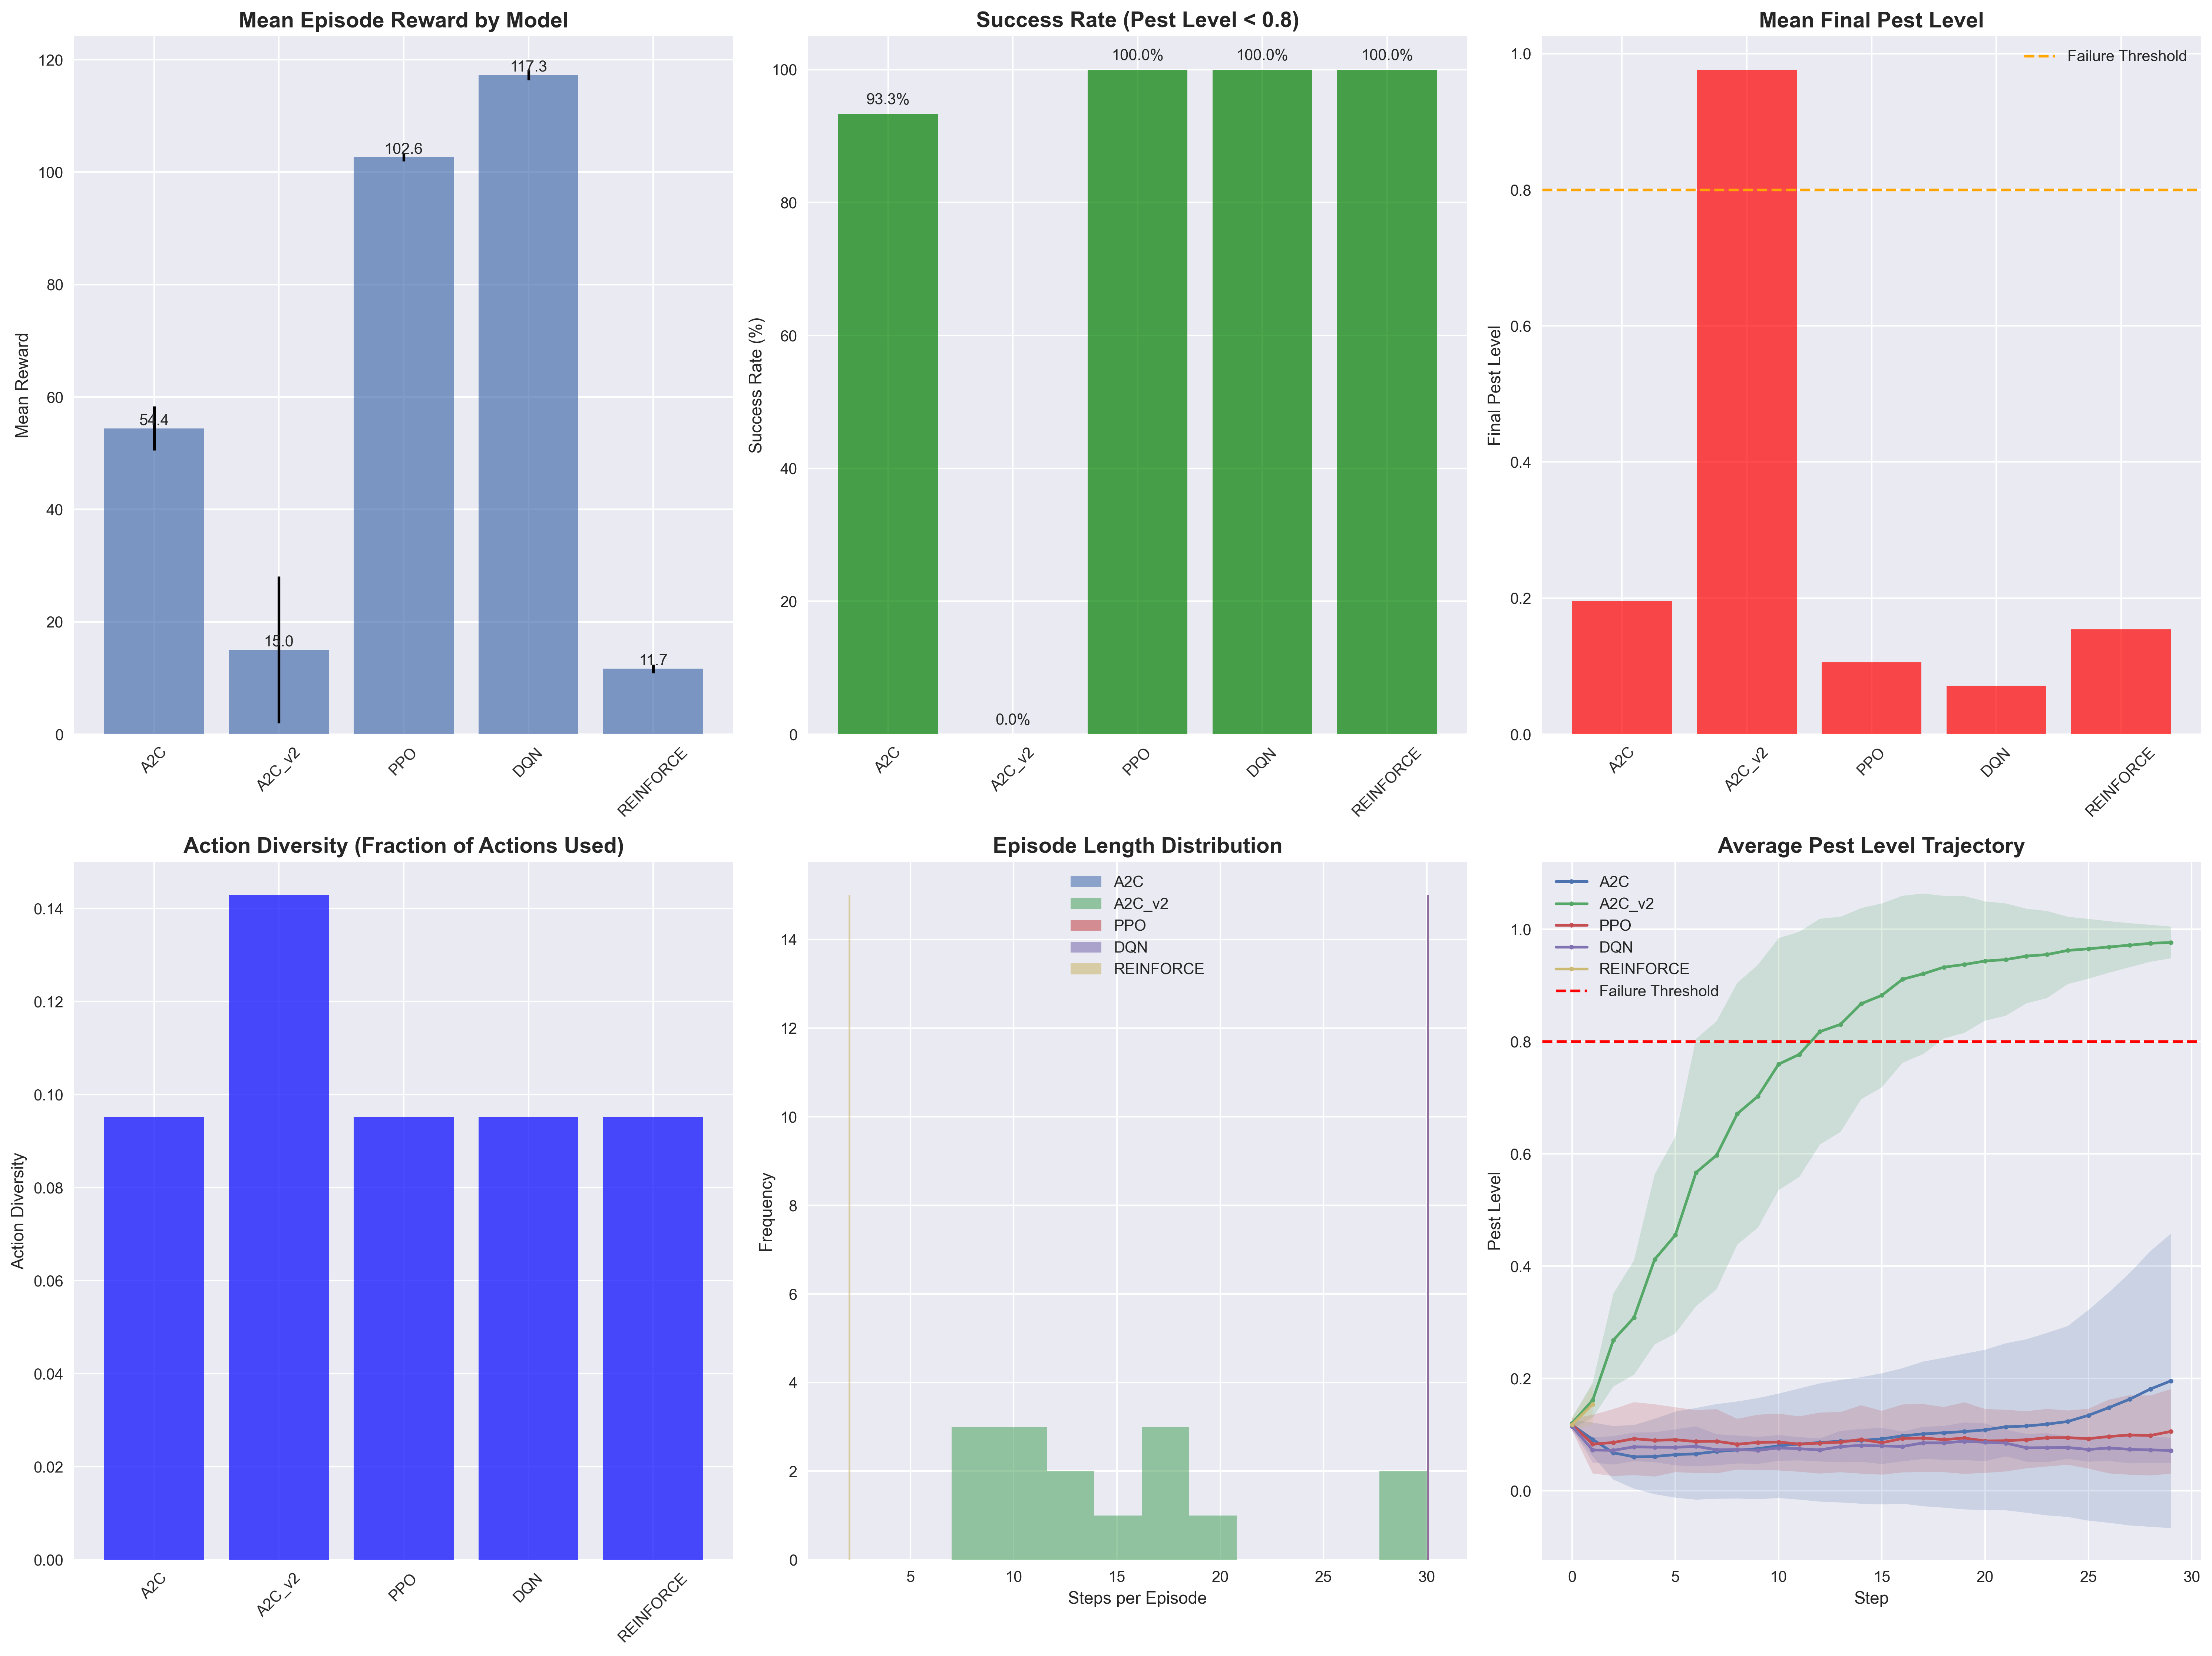 Mean Episode Reward by Model
Mean Reward
120
100
80
60
40
20
0
54.4
15.0
102.6
117.3
11.7
A2C
A2C_v2
PPO
DQN
REINFORCE
Success Rate (Pest Level < 0.8)
Success Rate (%)
100
80
60
40
20
0
93.3%
0.0%
100.0%
100.0%
100.0%
A2C
A2C_v2
PPO
DQN
REINFORCE
Mean Final Pest Level
Final Pest Level
1.0
0.8
0.6
0.4
0.2
0.0
Failure Threshold
A2C
A2C_v2
PPO
DQN
REINFORCE
Action Diversity (Fraction of Actions Used)
Action Diversity
0.14
0.12
0.10
0.08
0.06
0.04
0.02
0.00
A2C
A2C_v2
PPO
DQN
REINFORCE
Episode Length Distribution
Frequency
14
12
10
8
6
4
2
0
A2C
A2C_v2
PPO
DQN
REINFORCE
5
10
15
20
25
30
Steps per Episode
Average Pest Level Trajectory
Pest Level
1.0
0.8
0.6
0.4
0.2
0.0
A2C
A2C_v2
PPO
DQN
REINFORCE
Failure Threshold
0
5
10
15
20
25
30
Step